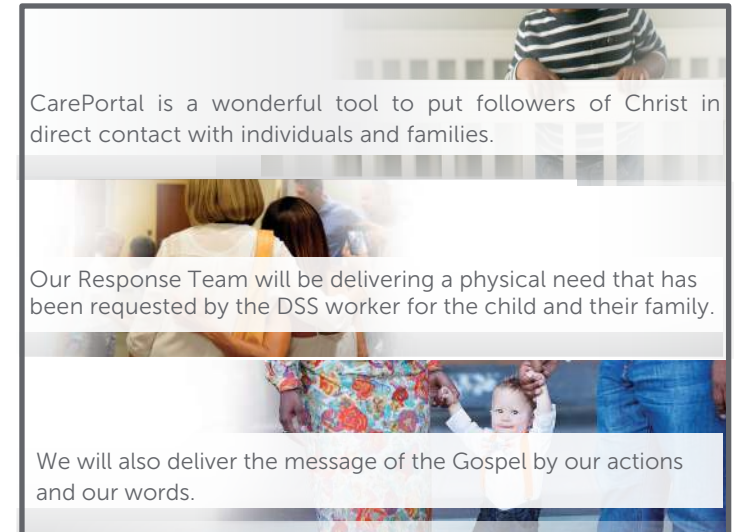 CarePortal is a wonderful tool to put followers of Christ in
direct contact with individuals and families.
Our Response Team will be delivering a physical need that has
been requested by the DSS worker for the child and their family.
We will also deliver the message of the Gospel by our actions
and our words.